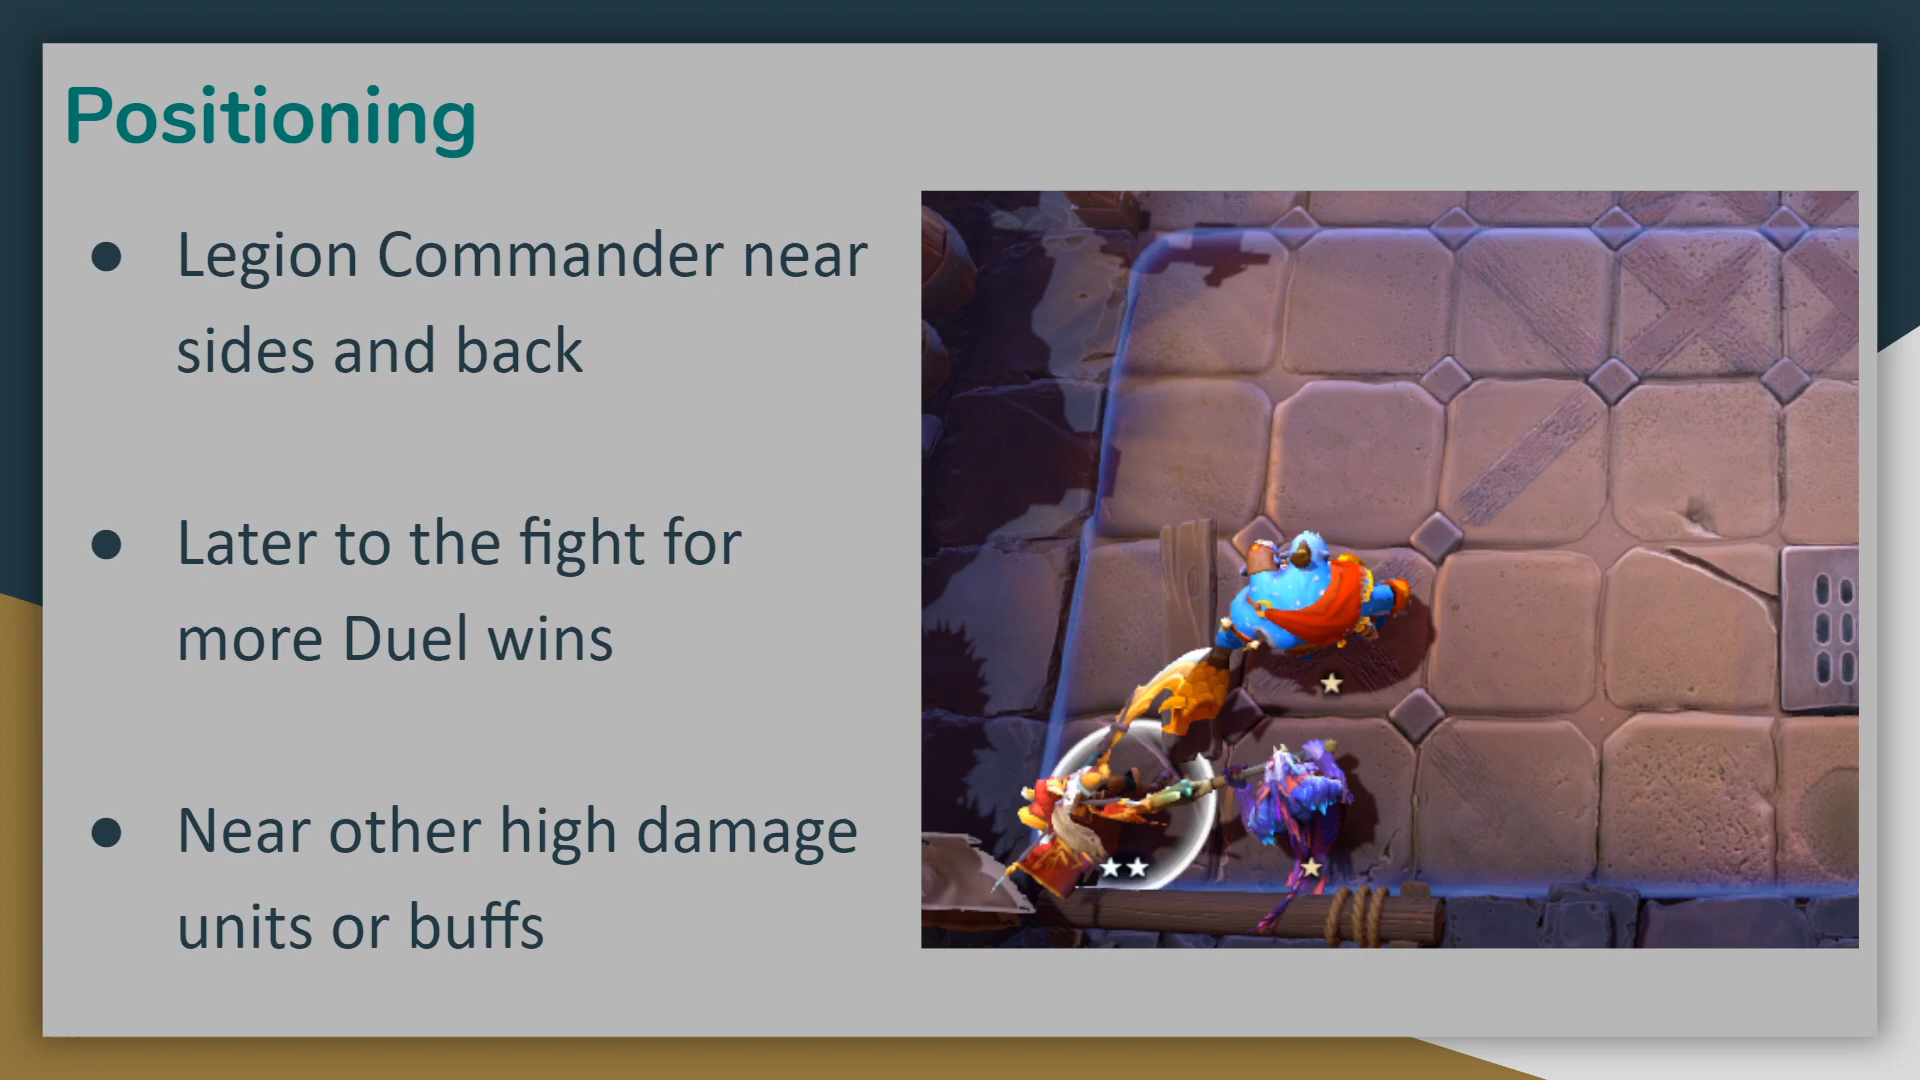 Positioning
● Legion Commander near
sides and back
● Later to the fight for
more Duel wins
● Near other high damage
units or buffs